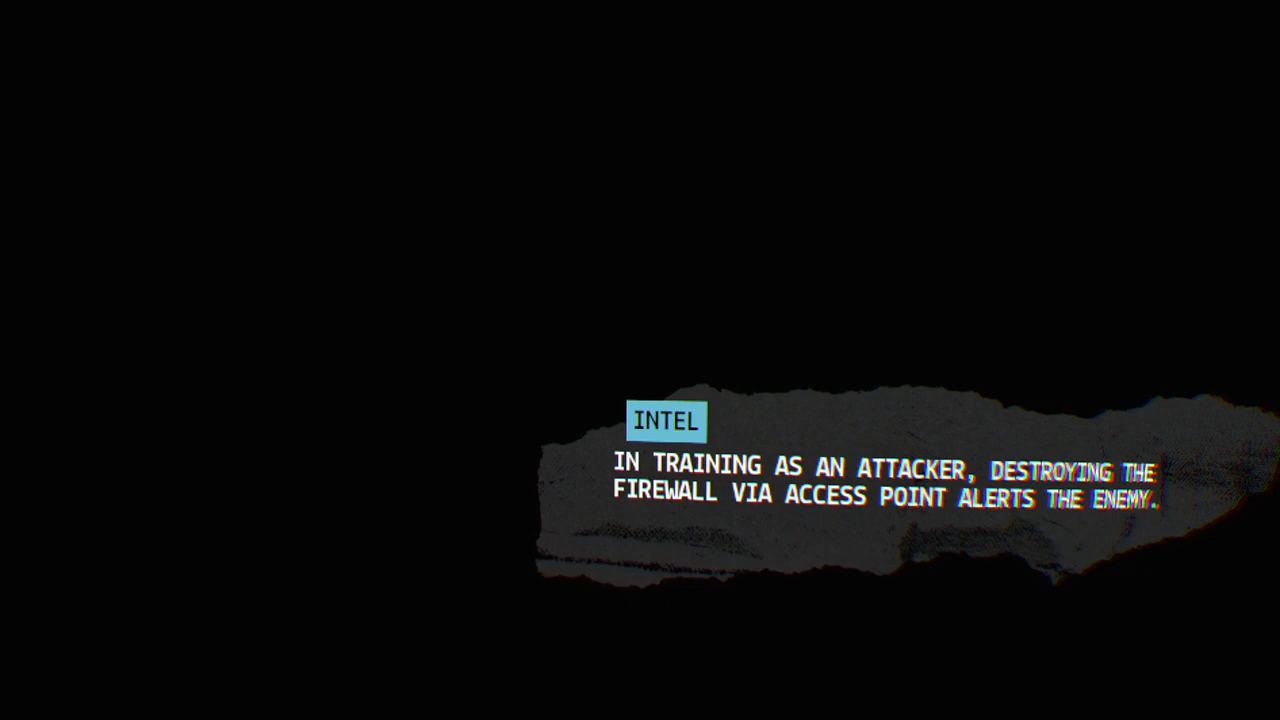 INTEL
IN TRAINING AS AN ATTACKER, DESTROYING THE
FIREWALL VIA ACCESS POINT ALERTS THE ENEMY.